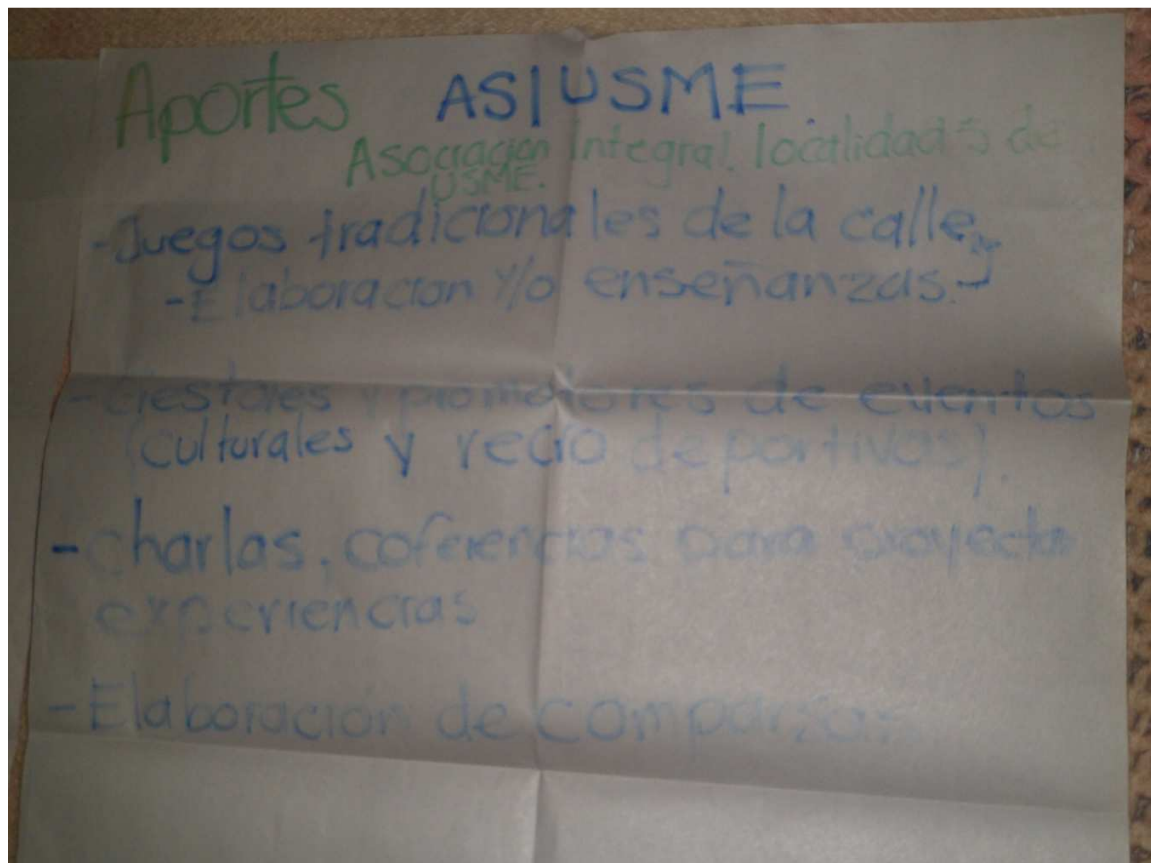 Aportes ASIUSME.
Asociacion Integral localidad 5 de
USME.
-Juegos tradicionales de la calle,
-Elaboracion y/o enseñanzas.-
-Gestores y promotores de eventos
(culturales y recreo deportivos).
-charlas, coferencias para proyectar
experiencias
-Elaboración de comparsas